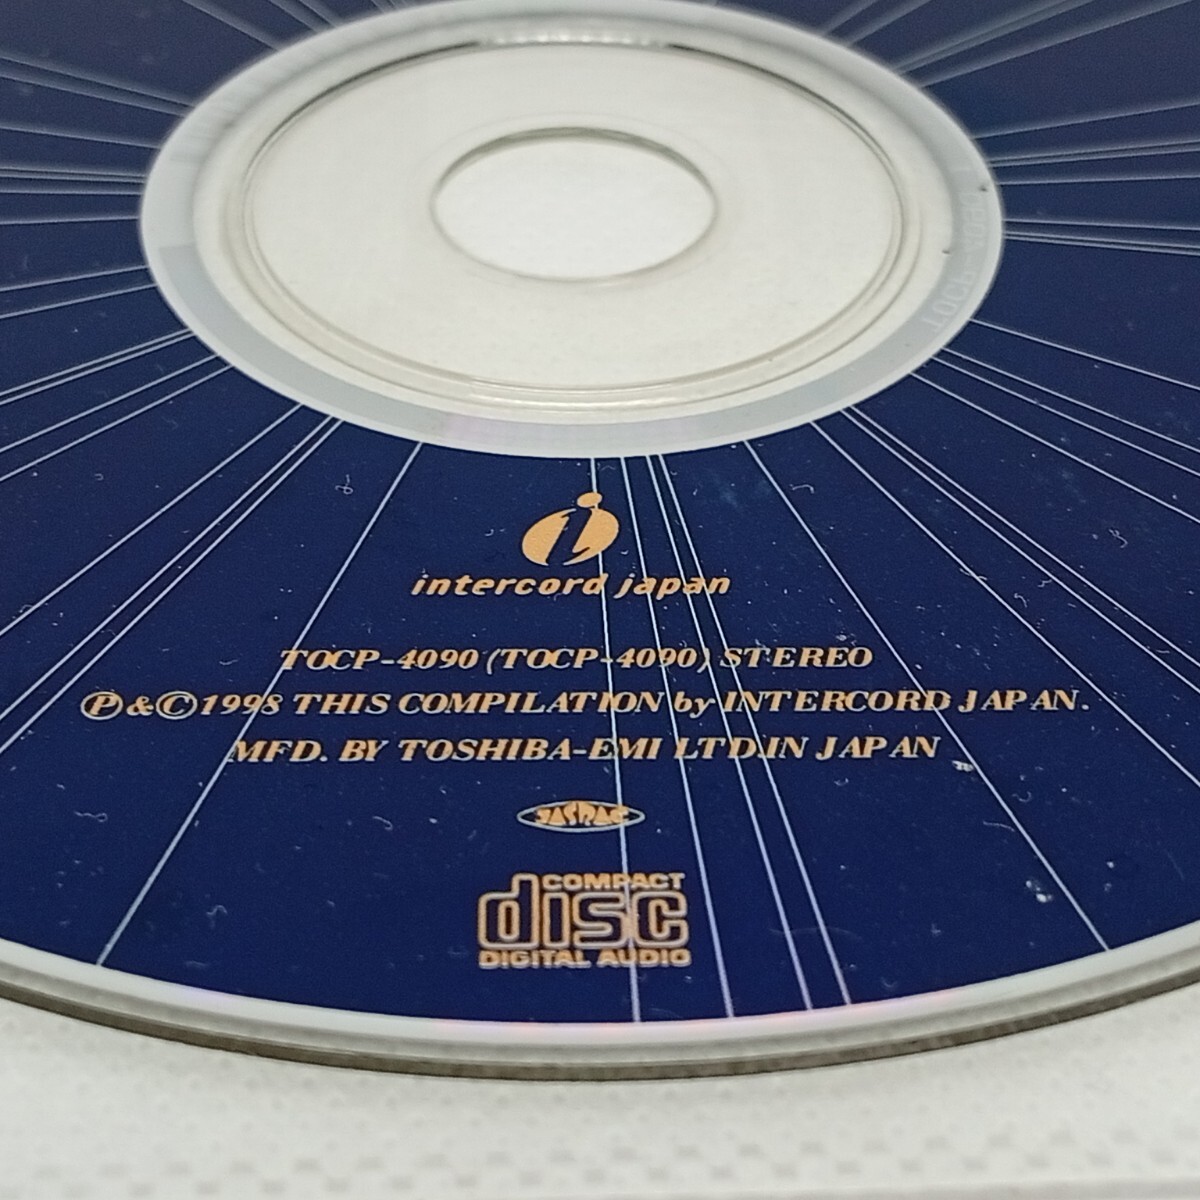 intercord japan
TOCP-4090 (TOCP-4090) STEREO
Ⓟ&©1998 THIS COMPILATION by INTERCORD JAPAN.
MFD. BY TOSHIBA-EMI LTD.IN JAPAN
JASRAC
COMPACT
disc
DIGITAL AUDIO